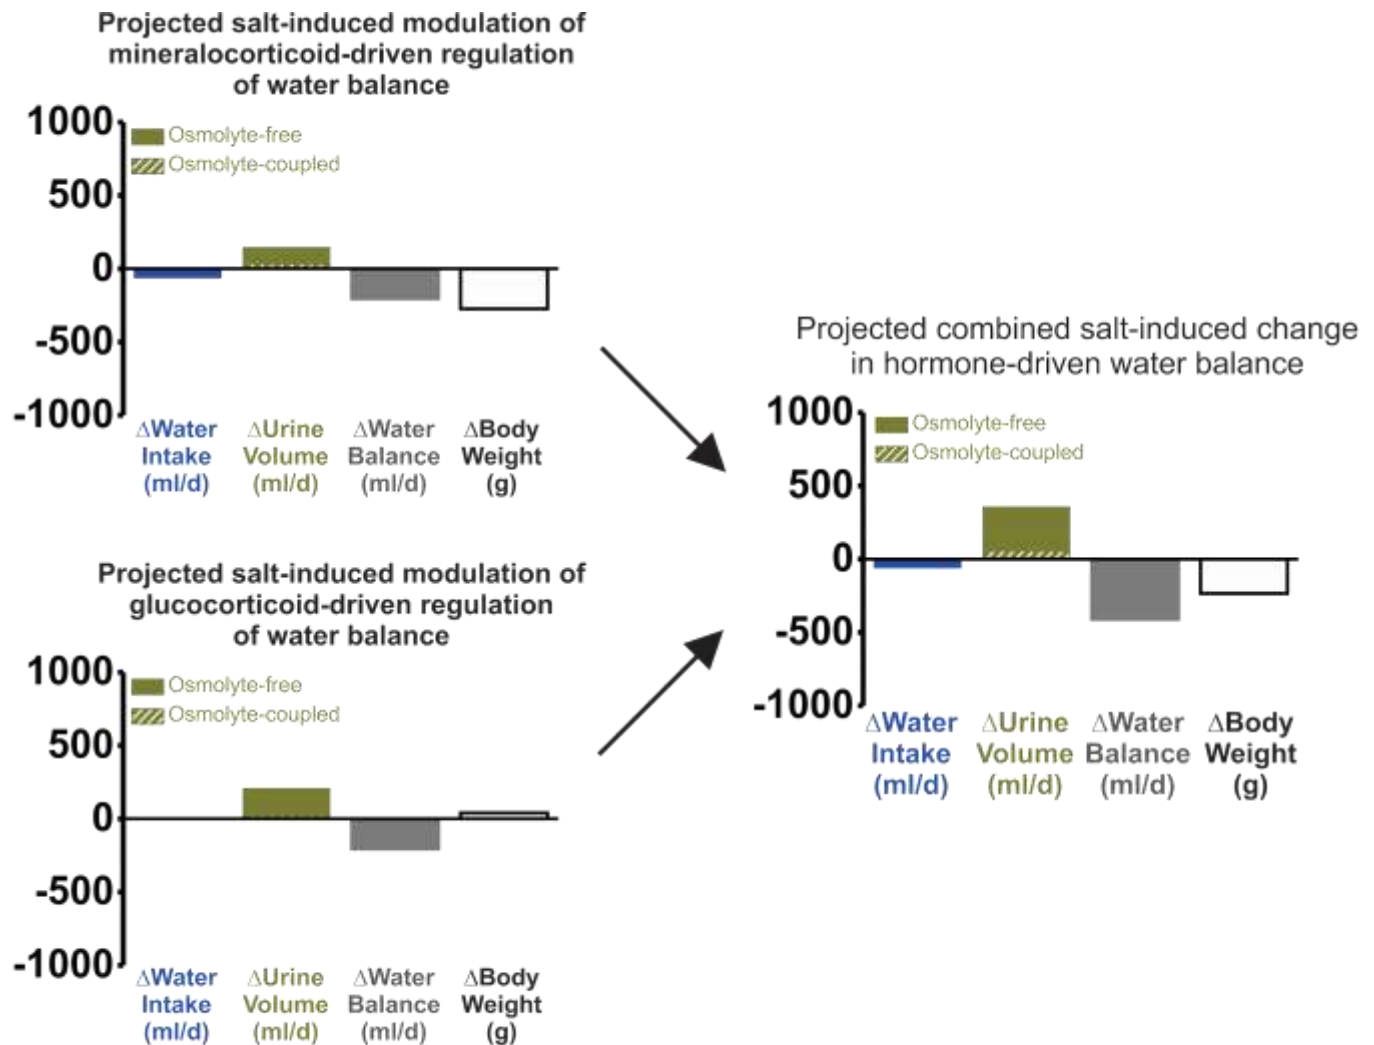 Projected salt-induced modulation of
mineralocorticoid-driven regulation
of water balance
1000
500
0
-500
-1000
Osmolyte-free
Osmolyte-coupled
ΔWater
Intake
(ml/d)
ΔUrine
Volume
(ml/d)
ΔWater
Balance
(ml/d)
ΔBody
Weight
(g)
Projected salt-induced modulation of
glucocorticoid-driven regulation
of water balance
1000
500
0
-500
-1000
Osmolyte-free
Osmolyte-coupled
ΔWater
Intake
(ml/d)
ΔUrine
Volume
(ml/d)
ΔWater
Balance
(ml/d)
ΔBody
Weight
(g)
Projected combined salt-induced change
in hormone-driven water balance
1000
500
0
-500
-1000
Osmolyte-free
Osmolyte-coupled
ΔWater
Intake
(ml/d)
ΔUrine
Volume
(ml/d)
ΔWater
Balance
(ml/d)
ΔBody
Weight
(g)